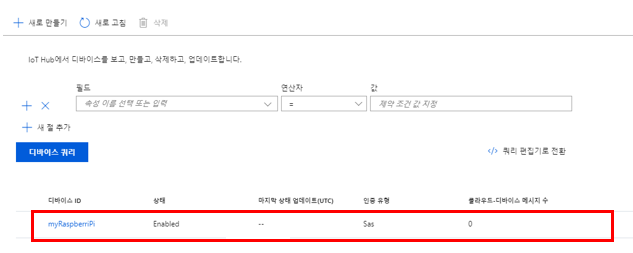 새로 만들기 새로 고침 삭제
IoT Hub에서 디바이스를 보고, 만들고, 삭제하고, 업데이트합니다.
필드 연산자 값
속성 이름 선택 또는 입력 = 제약 조건 값 지정
새 절 추가
디바이스 쿼리 </> 쿼리 편집기로 전환
디바이스 ID 상태 마지막 상태 업데이트(UTC) 인증 유형 클라우드-디바이스 메시지 수
myRaspberriPi Enabled -- Sas 0